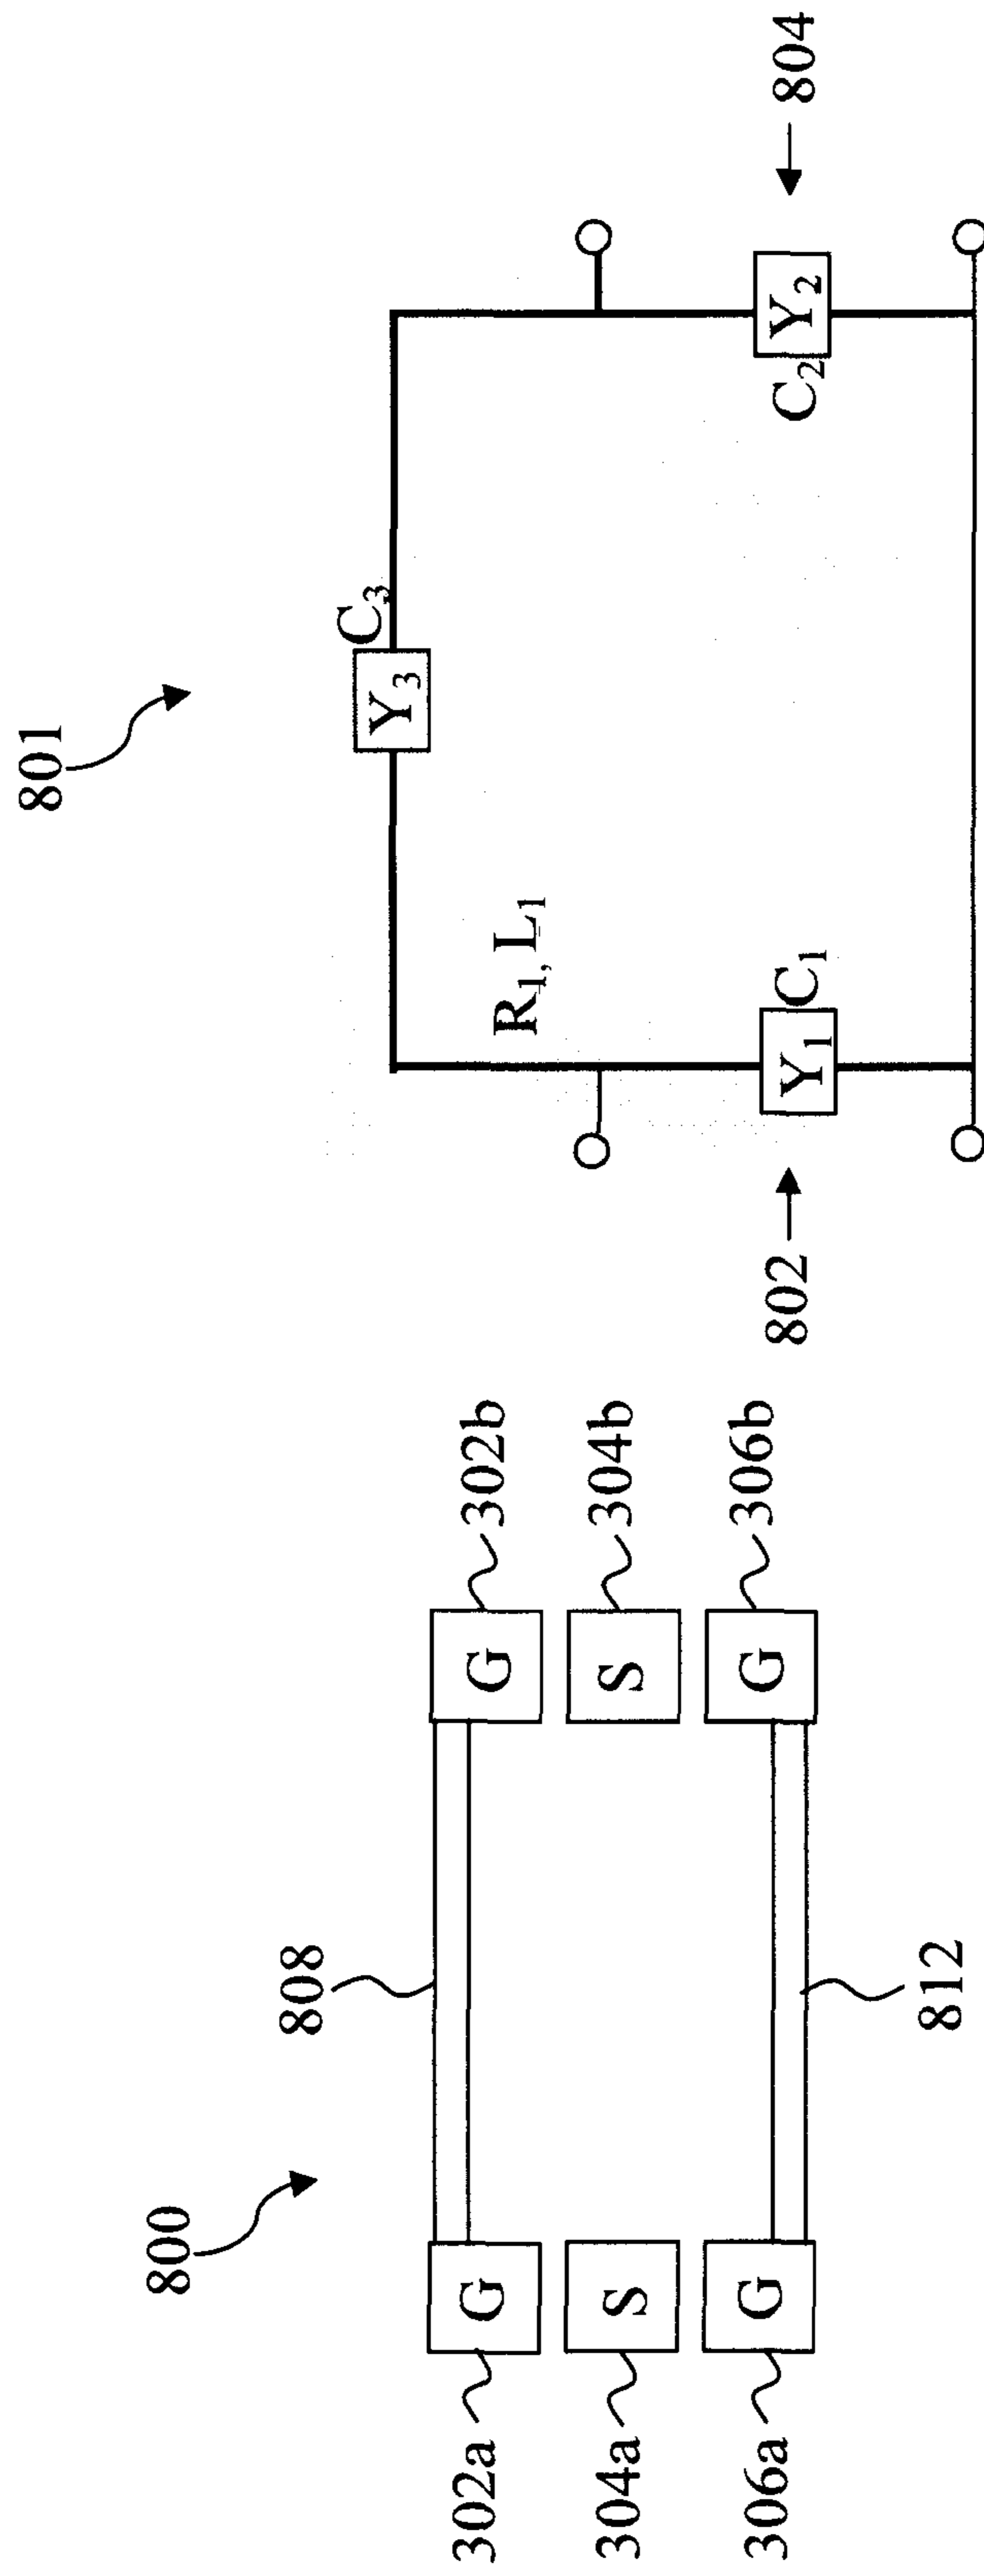 800
808
302a
G
G
302b
304a
S
S
304b
306a
G
G
306b
812
801
Y3
C3
R1, L1
802
Y1
C1
C2
Y2
804